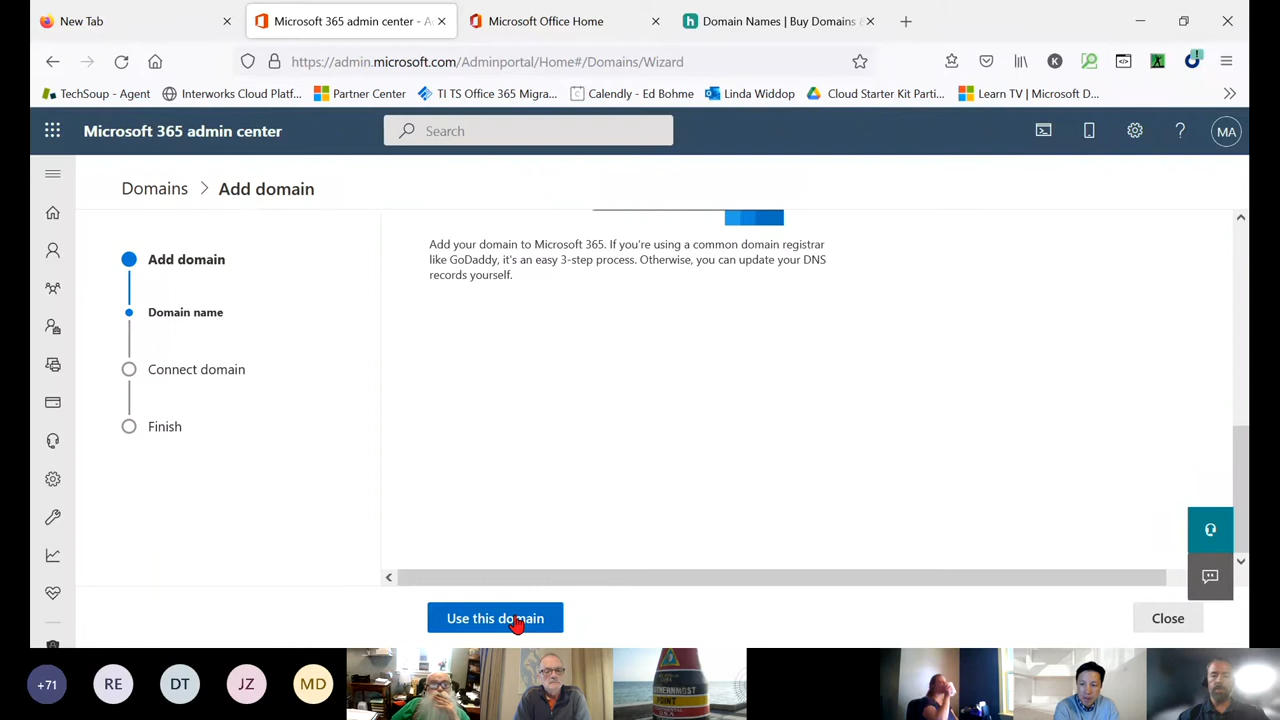 New Tab
Microsoft 365 admin center - A
Microsoft Office Home
Domain Names | Buy Domains &
https://admin.microsoft.com/Adminportal/Home#/Domains/Wizard
K
TechSoup - Agent
Interworks Cloud Platf...
Partner Center
TI TS Office 365 Migra...
Calendly - Ed Bohme
Linda Widdop
Cloud Starter Kit Parti...
Learn TV | Microsoft D...
Microsoft 365 admin center
Search
MA
Domains > Add domain
Add domain
Domain name
Connect domain
Finish
Add your domain to Microsoft 365. If you're using a common domain registrar
like GoDaddy, it's an easy 3-step process. Otherwise, you can update your DNS
records yourself.
Use this domain
Close
+71
RE
DT
JZ
MD